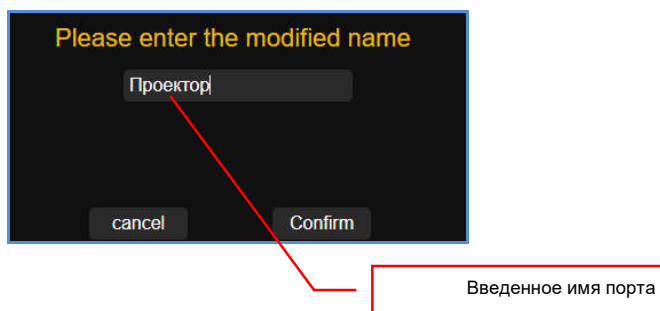 Please enter the modified name
Проектор
cancel Confirm
Введенное имя порта